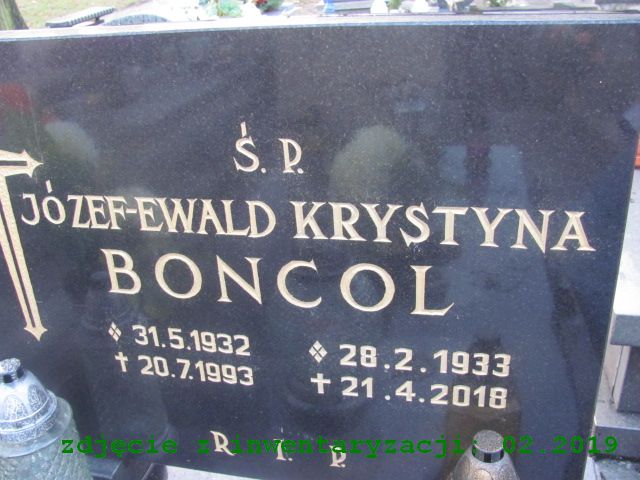 Ś. P.
JÓZEF-EWALD KRYSTYNA
BONCOL
31.5.1932 28.2.1933
20.7.1993 21.4.2018
R. I. P.
zdjęcie z inwentaryzacji: 02.2019